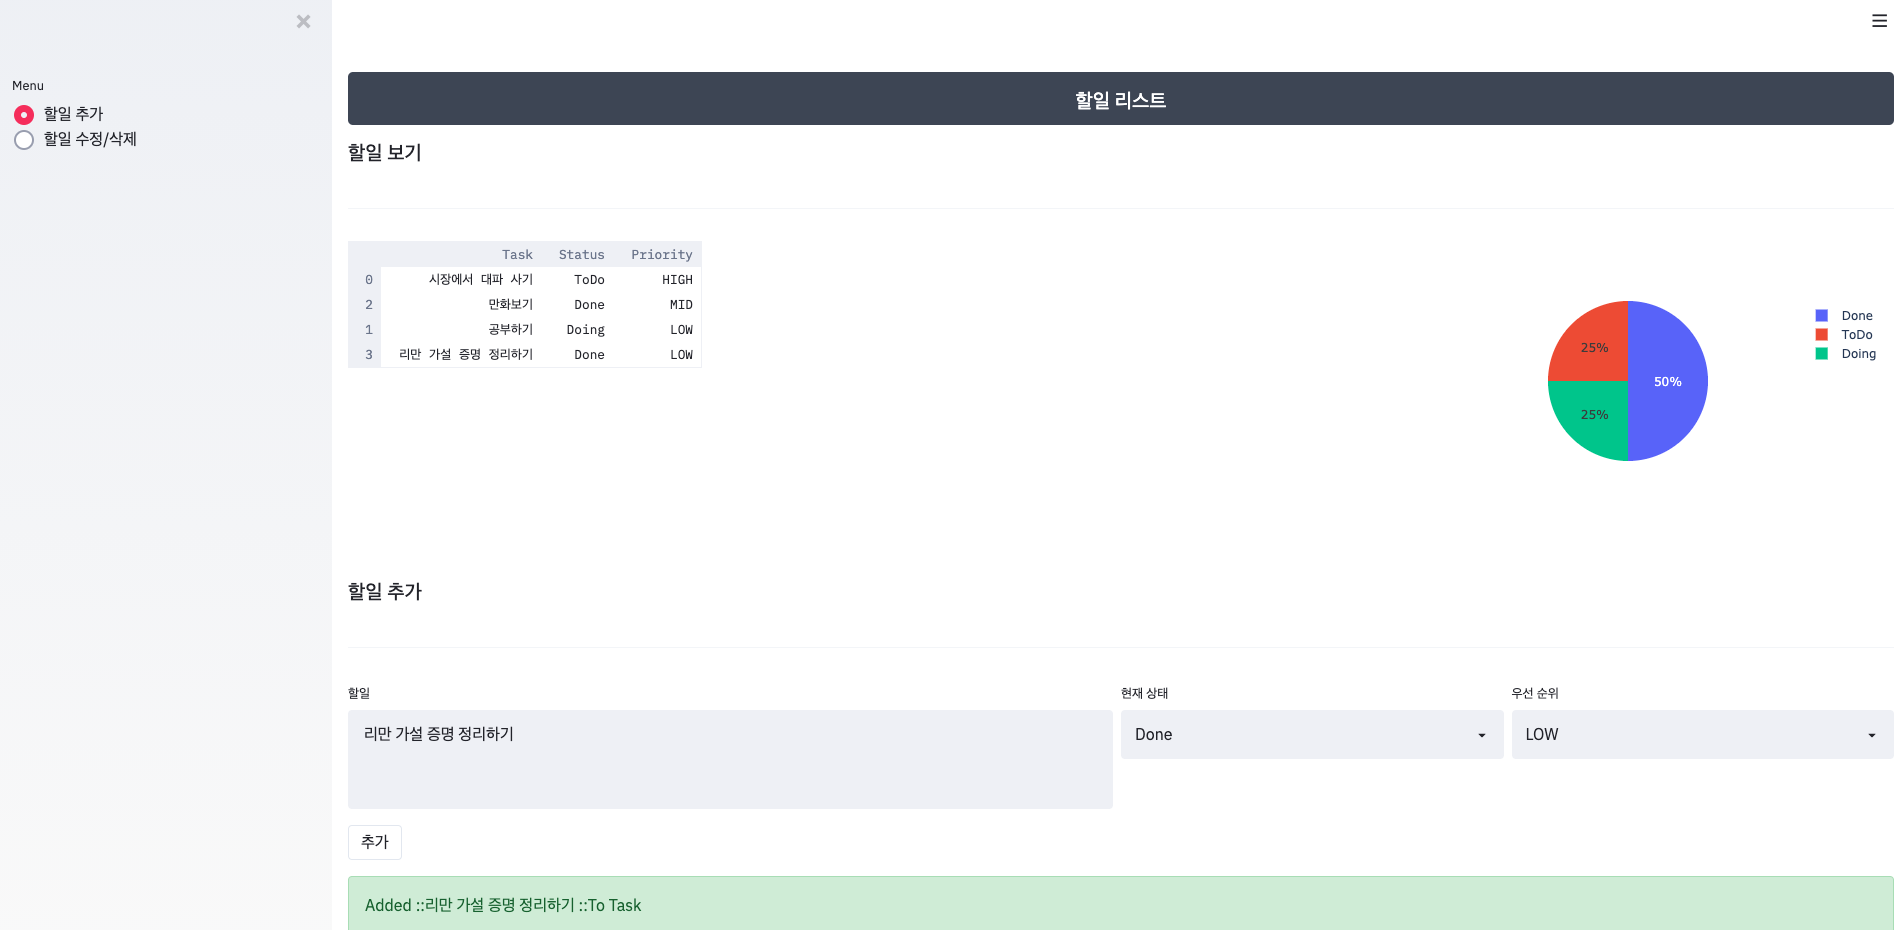 Menu
할일 추가
할일 수정/삭제
할일 리스트
할일 보기
Task Status Priority
0 시장에서 대파 사기 ToDo HIGH
2 만화보기 Done MID
1 공부하기 Doing LOW
3 리만 가설 증명 정리하기 Done LOW
25%
50%
25%
Done
ToDo
Doing
할일 추가
할일 현재 상태 우선 순위
리만 가설 증명 정리하기 Done LOW
추가
Added ::리만 가설 증명 정리하기 ::To Task